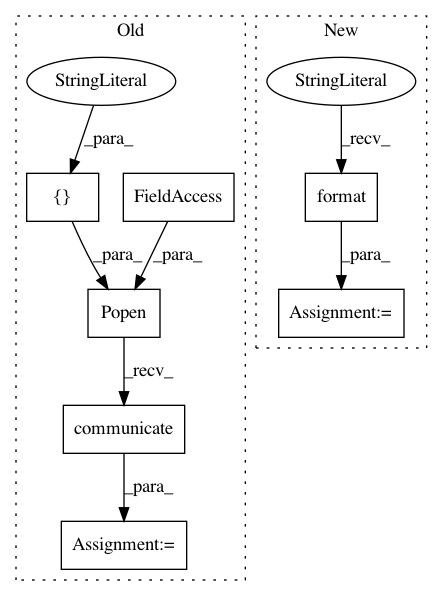 Old
New
StringLiteral
StringLiteral
_para_
_recv_
{}
FieldAccess
format
_para_
_para_
_para_
Popen
Assignment:=
_recv_
communicate
_para_
Assignment:=